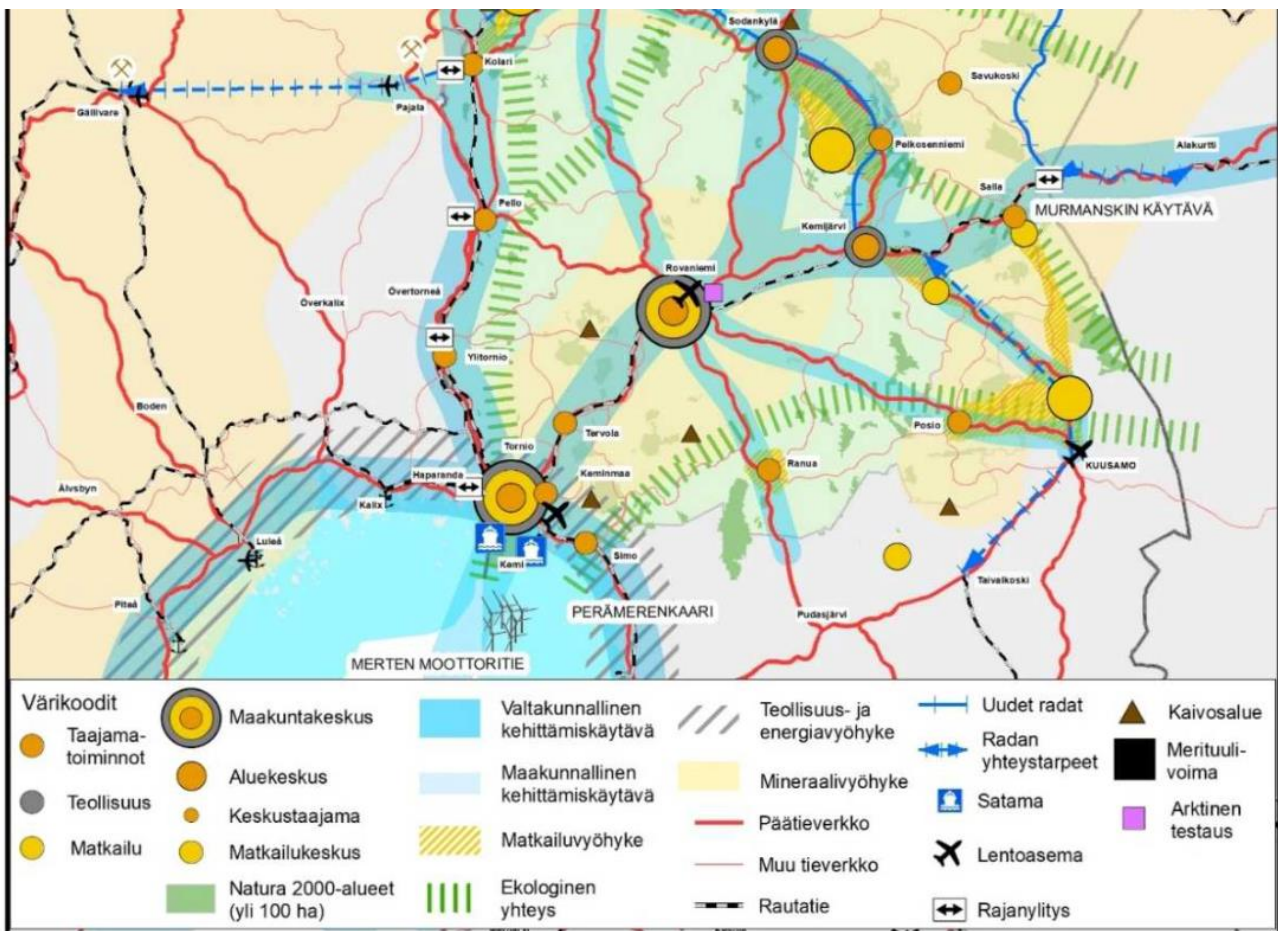 Sodankylä
Kolari
Savukoski
Gällivare
Pajala
Pelkosenniemi
Alakurtti
Salla
MURMANSKIN KÄYTÄVÄ
Pello
Kemijärvi
Rovaniemi
Övertorneå
Överkalix
Ylitornio
Boden
Tervola
Posio
Tornio
Ranua
KUUSAMO
Haparanda
Keminmaa
Älvsbyn
Kalix
Luleå
Simo
Kemi
Taivalkoski
Piteå
PERÄMERENKAARI
Pudasjärvi
MERTEN MOOTTORITIE
Värikoodit
Taajama-
toiminnot
Teollisuus
Matkailu
Maakuntakeskus
Aluekeskus
Keskustaajama
Matkailukeskus
Natura 2000-alueet
(yli 100 ha)
Valtakunnallinen
kehittämiskäytävä
Maakunnallinen
kehittämiskäytävä
Matkailuvyöhyke
Ekologinen
yhteys
Teollisuus- ja
energiavyöhyke
Mineraalivyöhyke
Päätieverkko
Muu tieverkko
Rautatie
Uudet radat
Radan
yhteystarpeet
Satama
Lentoasema
Rajanylitys
Kaivosalue
Merituuli-
voima
Arktinen
testaus